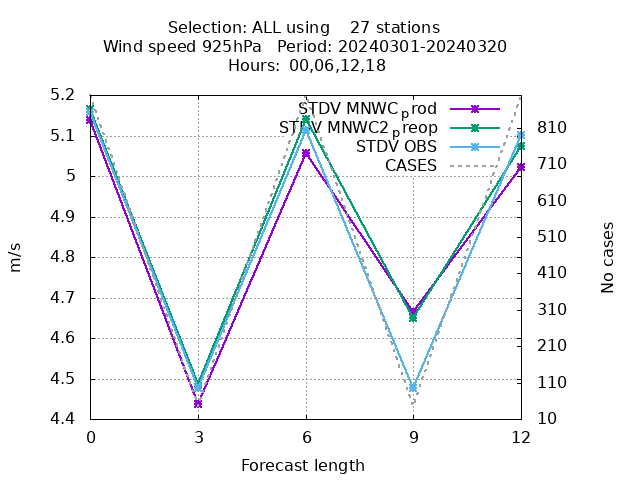 Selection: ALL using    27 stations
Wind speed 925hPa   Period: 20240301-20240320
Hours: 00,06,12,18
STDV MNWCprod
STDV MNWC2preop
STDV OBS
CASES
5.2
5.1
5
4.9
4.8
4.7
4.6
4.5
4.4
m/s
810
710
610
510
410
310
210
110
10
No cases
0 3 6 9 12
Forecast length